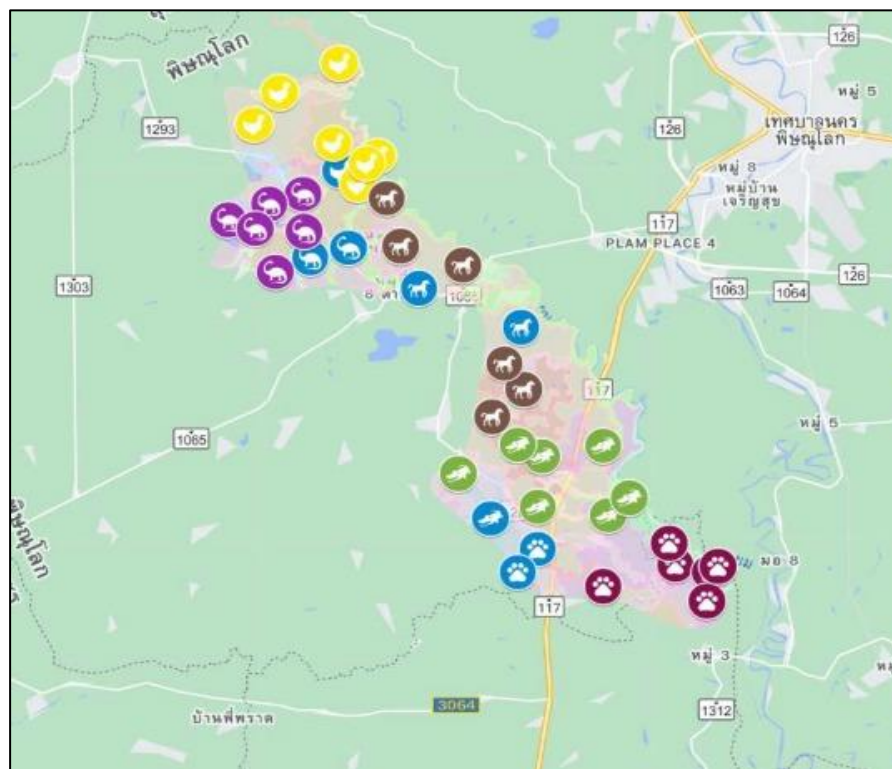 พิษณุโลก
126
หมู่ 5
1293
126
เทศบาลนคร
พิษณุโลก
หมู่ 8
หมู่บ้าน
เจริญสุข
117
PLAM PLACE 4
1303
126
1063
1064
117
หมู่ 5
1065
พิษณุโลก
มอ 8
117
หมู่ 3
3064
1312
บ้านพี่พราด